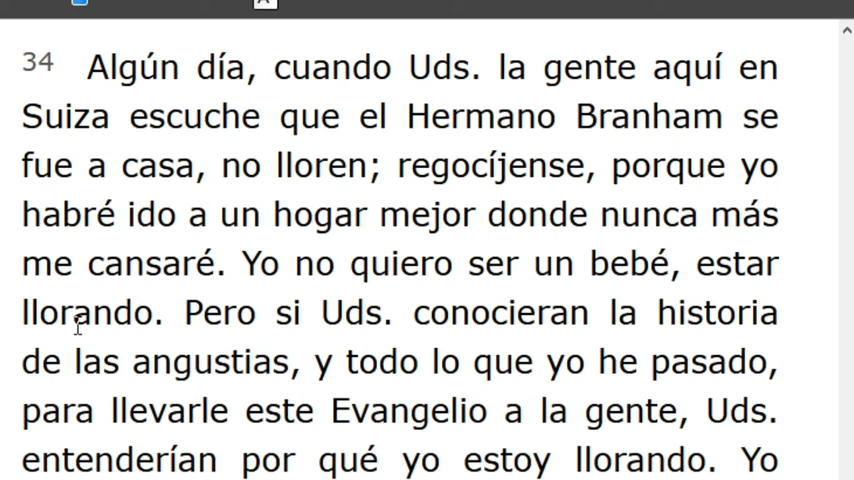 34 Algún día, cuando Uds. la gente aquí en
Suiza escuche que el Hermano Branham se
fue a casa, no lloren; regocíjense, porque yo
habré ido a un hogar mejor donde nunca más
me cansaré. Yo no quiero ser un bebé, estar
llorando. Pero si Uds. conocieran la historia
de las angustias, y todo lo que yo he pasado,
para llevarle este Evangelio a la gente, Uds.
entenderían por qué yo estoy llorando. Yo